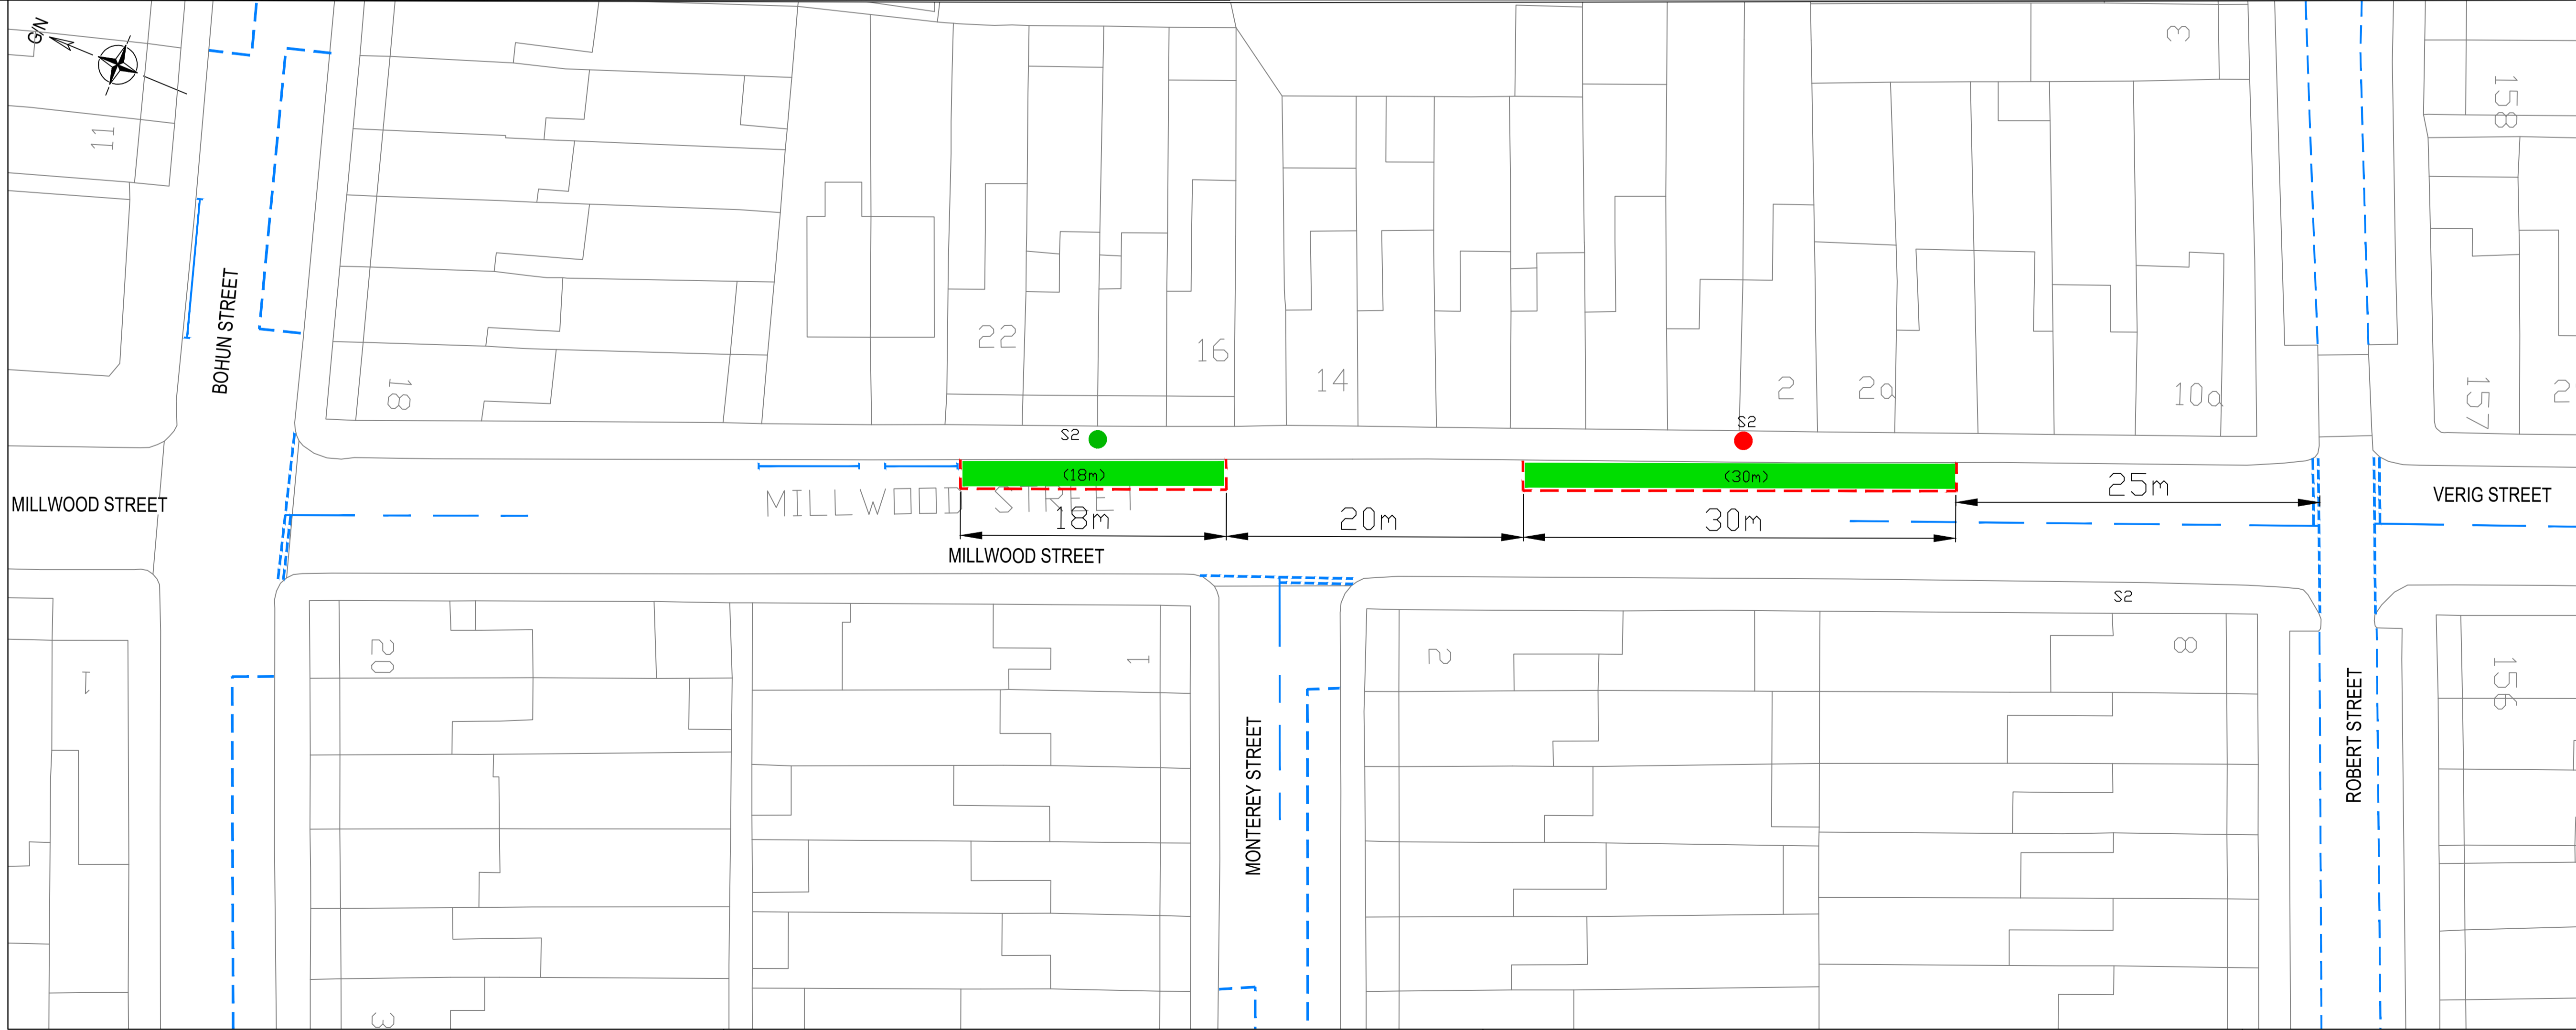 GN
3
158
11
BOHUN STREET
18
22
16
14
2
2a
10a
157
2
S2
S2
(18m)
(30m)
25m
MILLWOOD STREET
MILLWOOD STREET
VERIG STREET
18m
20m
30m
MILLWOOD STREET
S2
20
1
1
2
8
156
MONTEREY STREET
ROBERT STREET
3